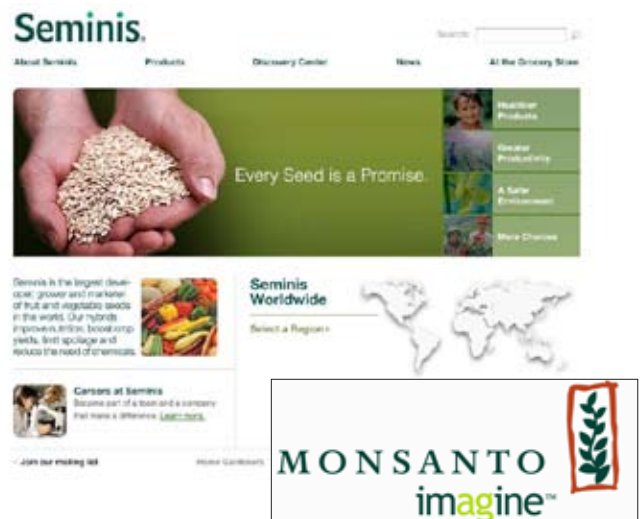 Seminis.
Search:
About Seminis Products Discovery Center News At the Grocery Store
Every Seed is a Promise.
Healthier
Products
Greater
Productivity
A Safer
Environment
More Choices
Seminis is the largest devel-
oper, grower and marketer
of fruit and vegetable seeds
in the world. Our hybrids
improve nutrition, boost crop
yields, limit spoilage and
reduce the need of chemicals.
Seminis
Worldwide
Select a Region
Careers at Seminis
Become part of a team and a company
that make a difference. Learn more.
Join our mailing list Home Gardeners
MONSANTO
imagine™